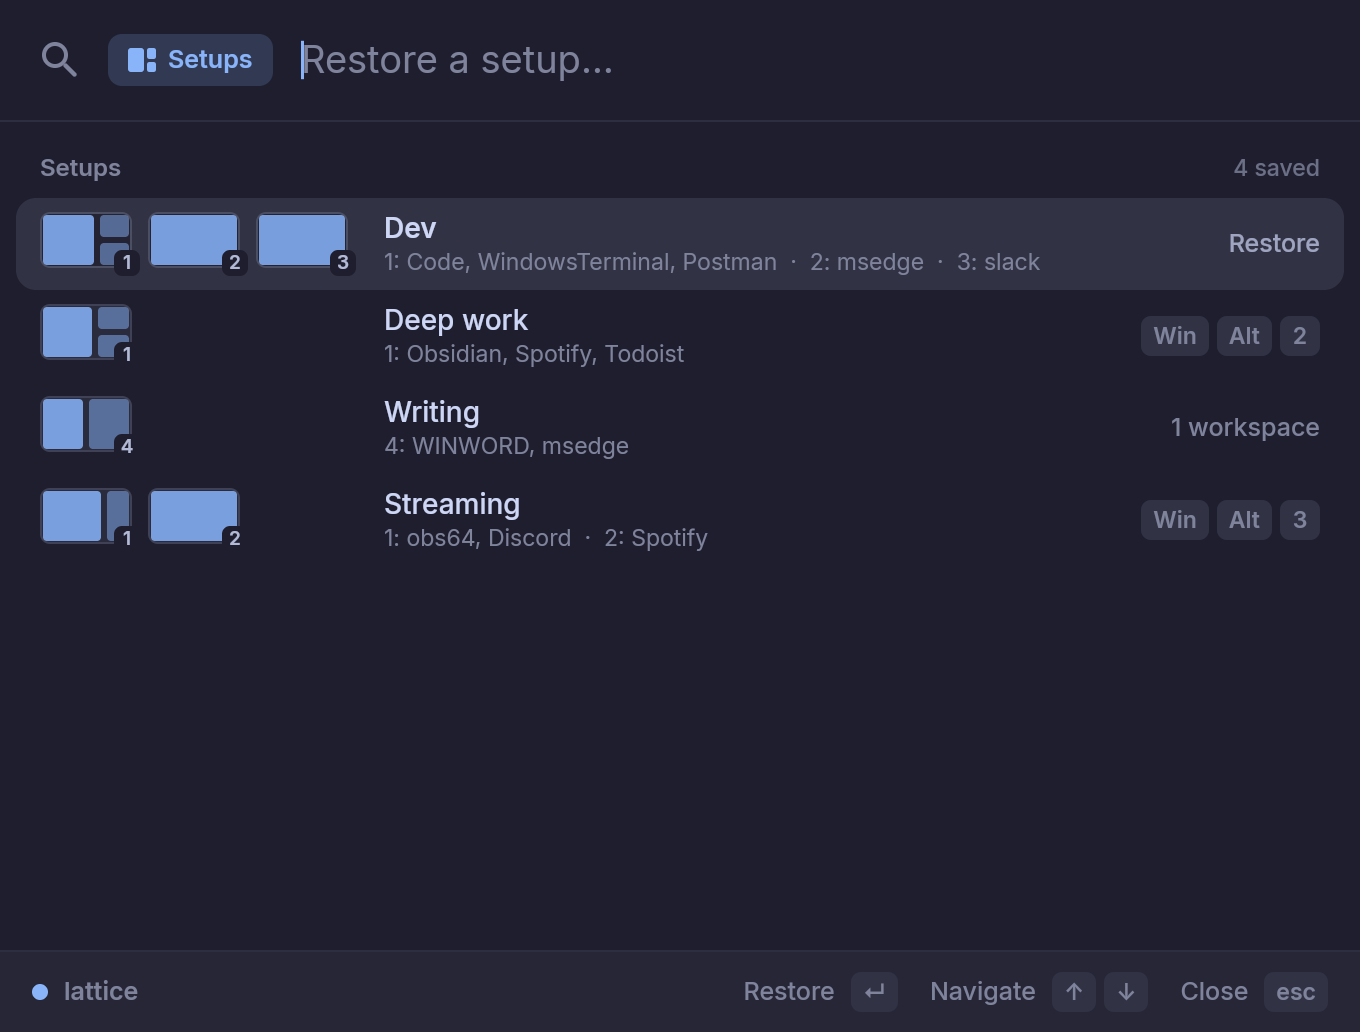 Setups Restore a setup...
Setups 4 saved
1 2 3 Dev Restore
1: Code, WindowsTerminal, Postman · 2: msedge · 3: slack
1 Deep work Win Alt 2
1: Obsidian, Spotify, Todoist
4 Writing 1 workspace
4: WINWORD, msedge
1 2 Streaming Win Alt 3
1: obs64, Discord · 2: Spotify
lattice Restore ↵ Navigate ↑ ↓ Close esc